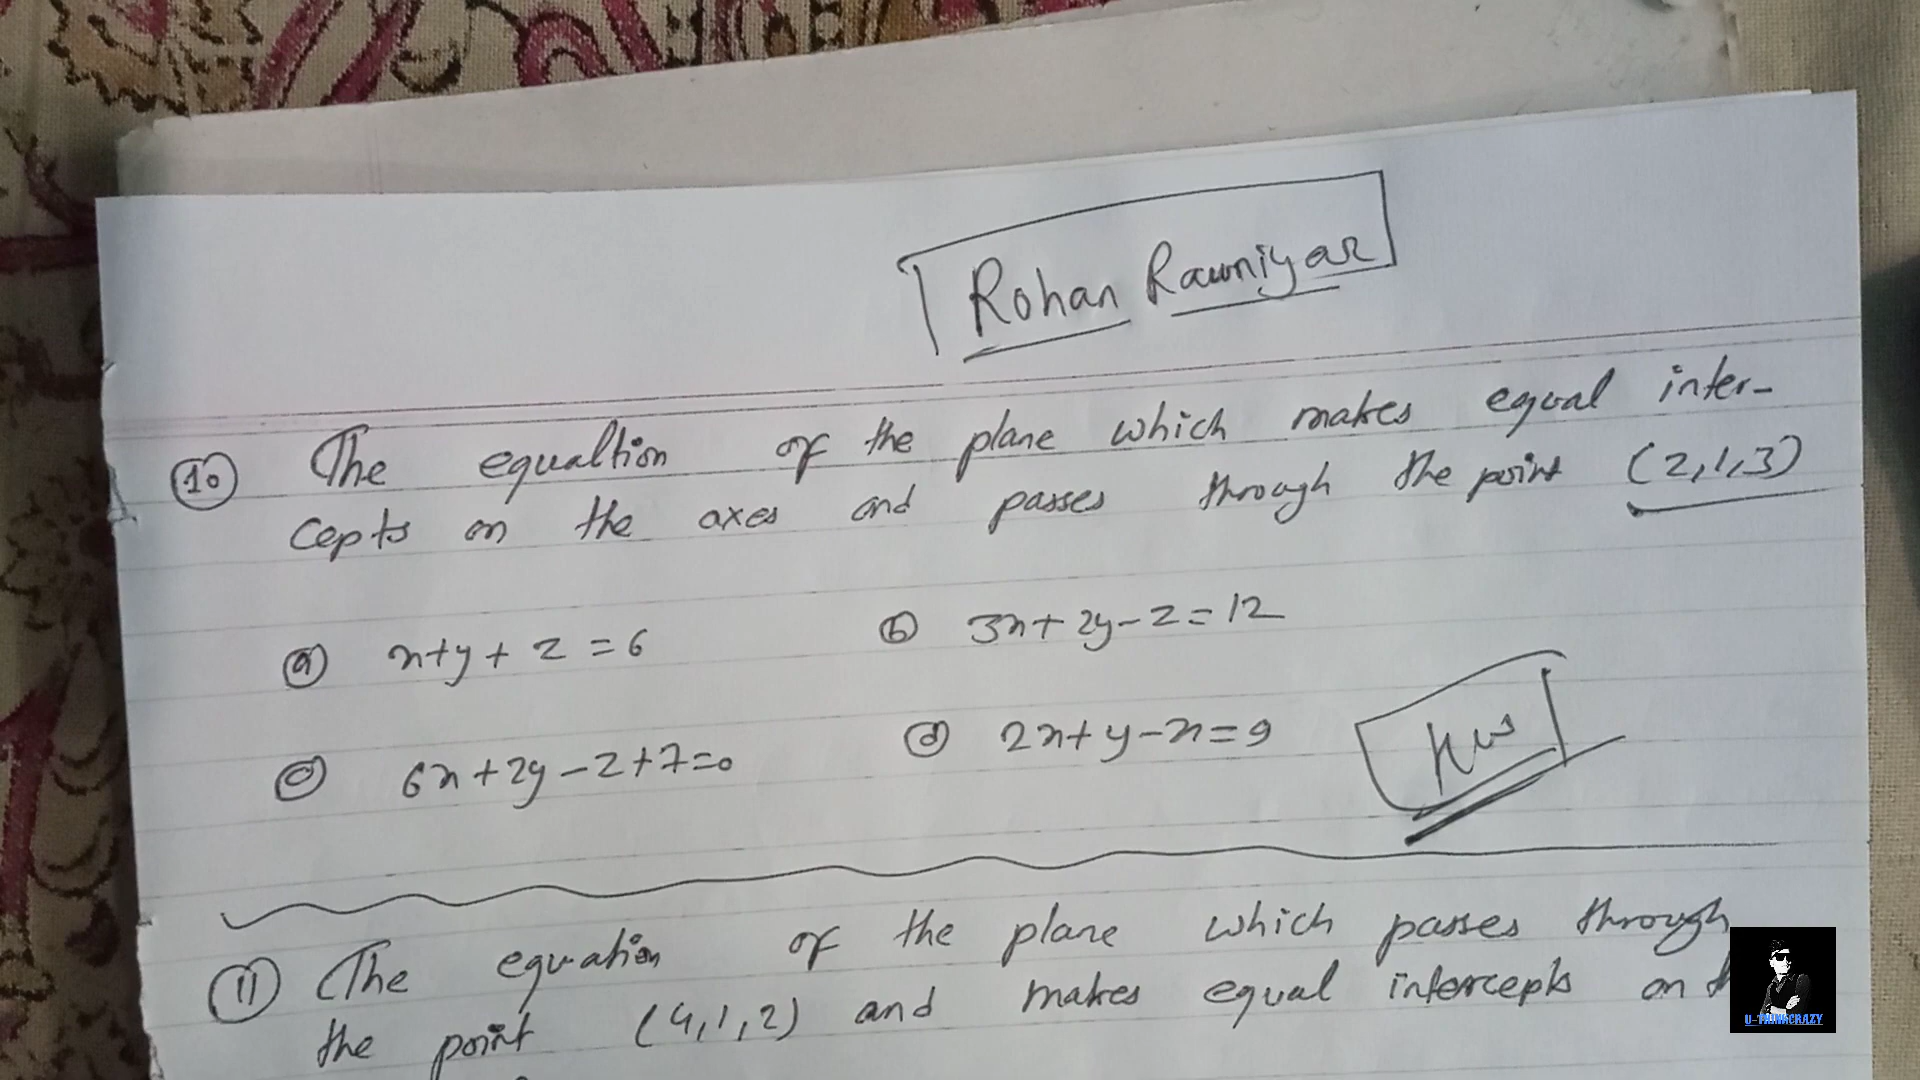 Rohan Rauniyar
10 The equaltion of the plane which makes equal inter-
cepts on the axes and passes through the point (2,1,3)
a x+y+z=6
b 3x+2y-z=12
c 6x+2y-z+7=0
d 2x+y-x=9
HW
11 The equation of the plane which passes through
the point (4,1,2) and makes equal intercepts on
U-THINKCRAZY